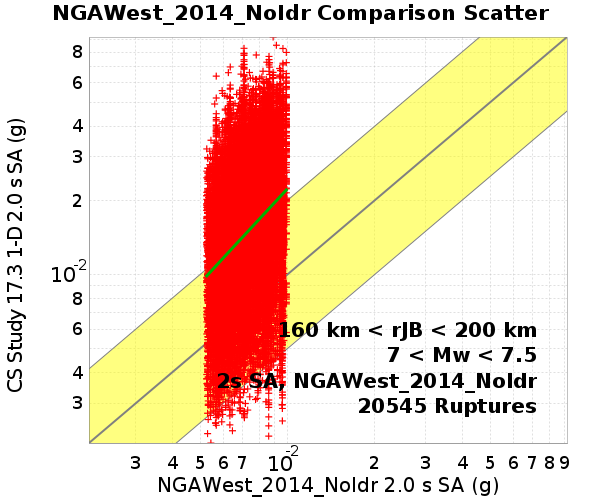 NGAWest_2014_NoIdr Comparison Scatter
CS Study 17.3 1-D 2.0 s SA (g)
8
6
4
3
2
10-2
8
6
4
3
160 km < rJB < 200 km
7 < Mw < 7.5
2s SA, NGAWest_2014_NoIdr
20545 Ruptures
3 4 5 6 7 10-2 2 3 4 5 6 7 8 9
NGAWest_2014_NoIdr 2.0 s SA (g)